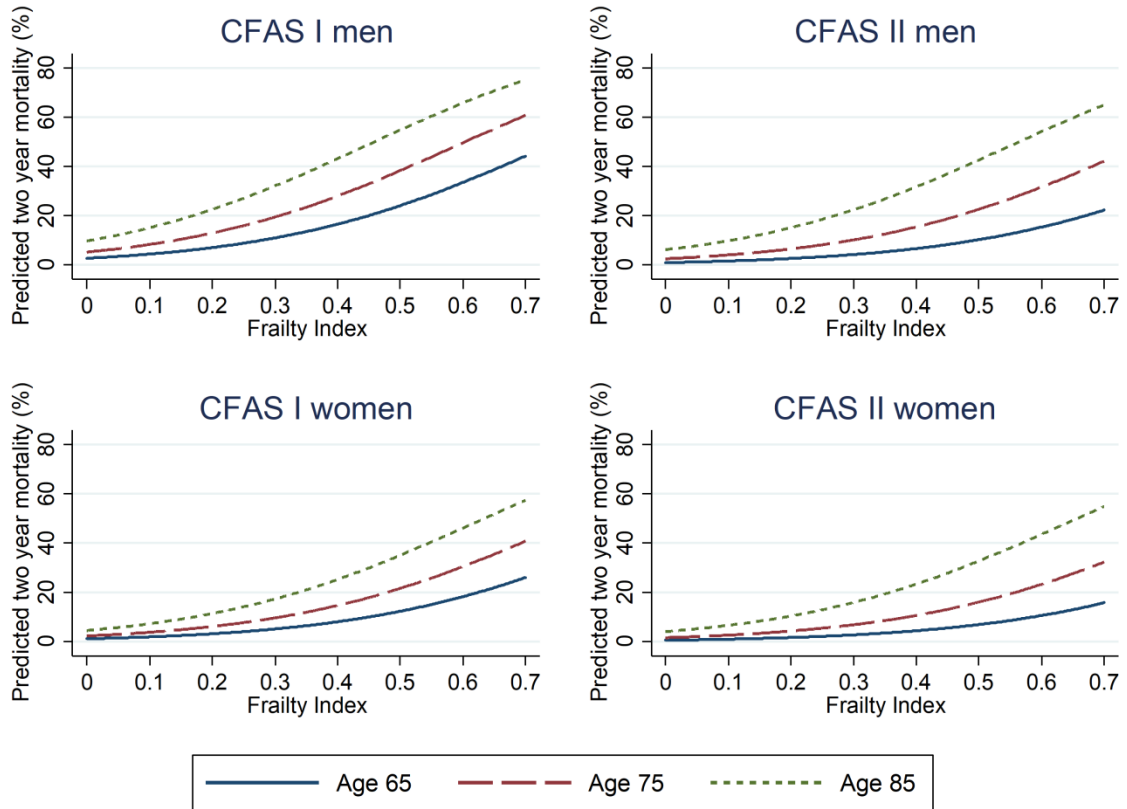 CFAS I men
Predicted two year mortality (%)
80
60
40
20
0
0 0.1 0.2 0.3 0.4 0.5 0.6 0.7
Frailty Index
CFAS II men
Predicted two year mortality (%)
80
60
40
20
0
0 0.1 0.2 0.3 0.4 0.5 0.6 0.7
Frailty Index
CFAS I women
Predicted two year mortality (%)
80
60
40
20
0
0 0.1 0.2 0.3 0.4 0.5 0.6 0.7
Frailty Index
CFAS II women
Predicted two year mortality (%)
80
60
40
20
0
0 0.1 0.2 0.3 0.4 0.5 0.6 0.7
Frailty Index
Age 65 Age 75 Age 85